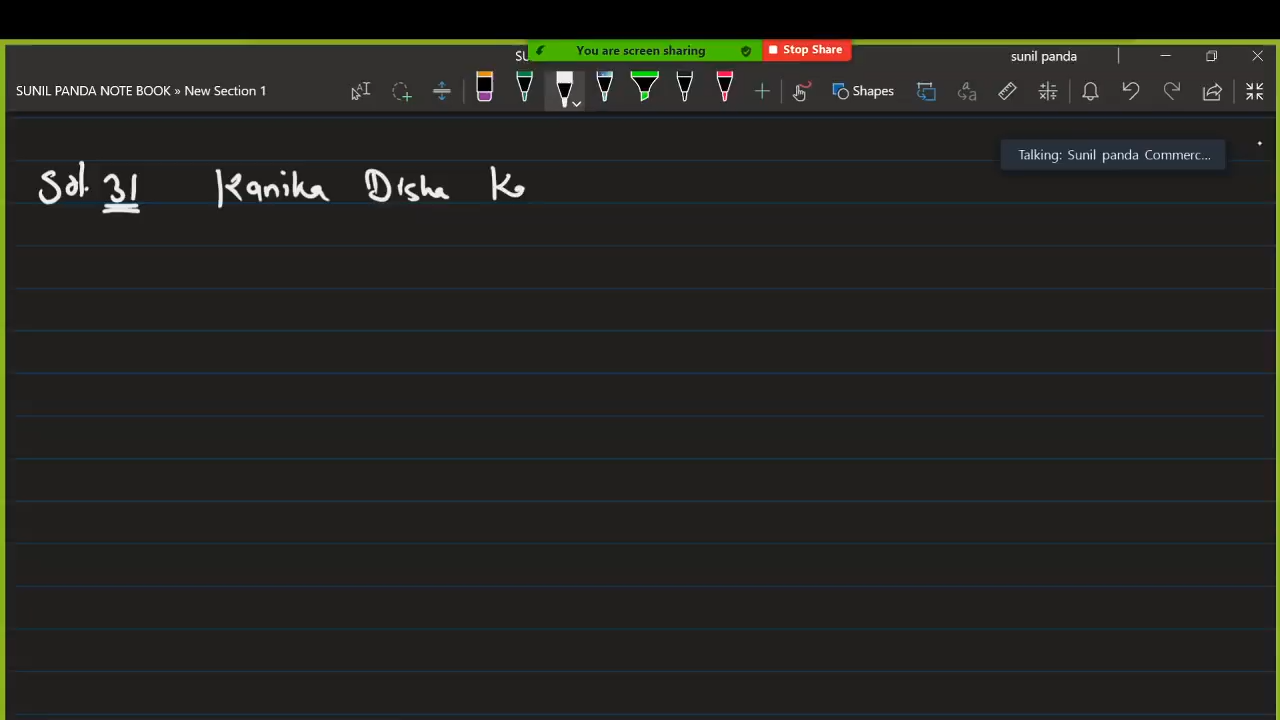 SU
You are screen sharing
Stop Share
sunil panda
SUNIL PANDA NOTE BOOK » New Section 1
Shapes
Talking: Sunil panda Commerc...
Sol. 31 Kanika Disha K